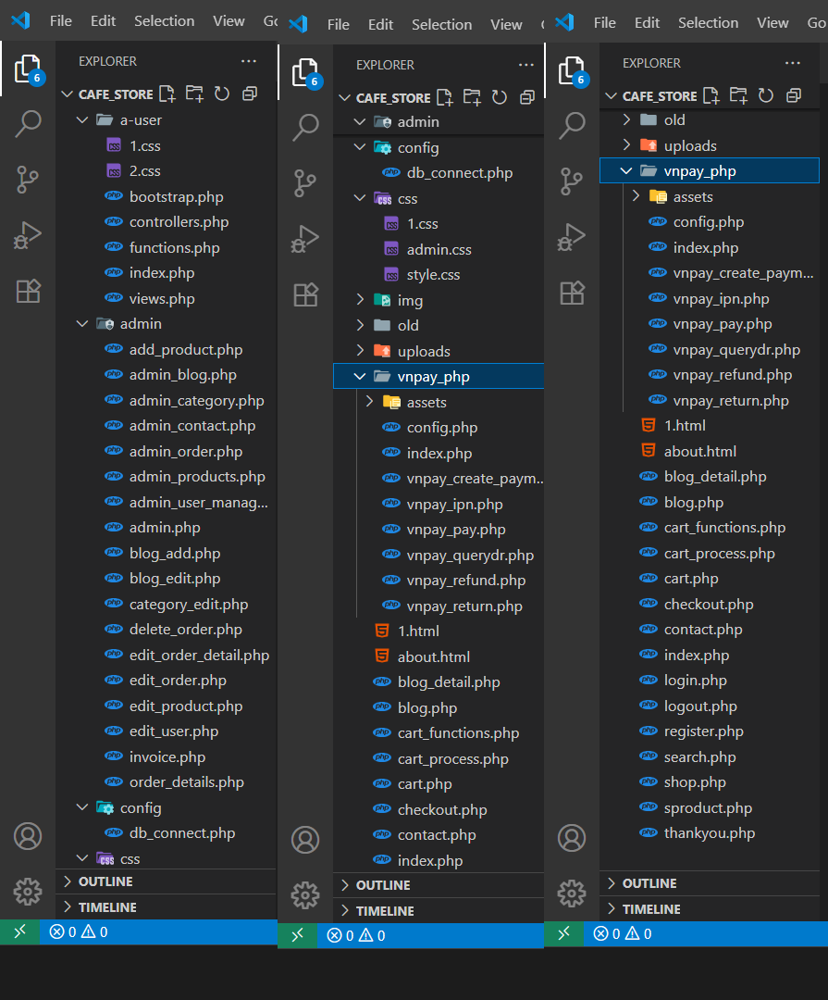 File Edit Selection View Go
EXPLORER ...
CAFE_STORE
a-user
1.css
2.css
bootstrap.php
controllers.php
functions.php
index.php
views.php
admin
add_product.php
admin_blog.php
admin_category.php
admin_contact.php
admin_order.php
admin_products.php
admin_user_manag...
admin.php
blog_add.php
blog_edit.php
category_edit.php
delete_order.php
edit_order_detail.php
edit_order.php
edit_product.php
edit_user.php
invoice.php
order_details.php
config
db_connect.php
css
OUTLINE
TIMELINE
0 0
6
File Edit Selection View
EXPLORER ...
CAFE_STORE
admin
config
db_connect.php
css
1.css
admin.css
style.css
img
old
uploads
vnpay_php
assets
config.php
index.php
vnpay_create_paym...
vnpay_ipn.php
vnpay_pay.php
vnpay_querydr.php
vnpay_refund.php
vnpay_return.php
1.html
about.html
blog_detail.php
blog.php
cart_functions.php
cart_process.php
cart.php
checkout.php
contact.php
index.php
OUTLINE
TIMELINE
0 0
6
File Edit Selection View Go
EXPLORER ...
CAFE_STORE
old
uploads
vnpay_php
assets
config.php
index.php
vnpay_create_paym...
vnpay_ipn.php
vnpay_pay.php
vnpay_querydr.php
vnpay_refund.php
vnpay_return.php
1.html
about.html
blog_detail.php
blog.php
cart_functions.php
cart_process.php
cart.php
checkout.php
contact.php
index.php
login.php
logout.php
register.php
search.php
shop.php
sproduct.php
thankyou.php
OUTLINE
TIMELINE
0 0
6